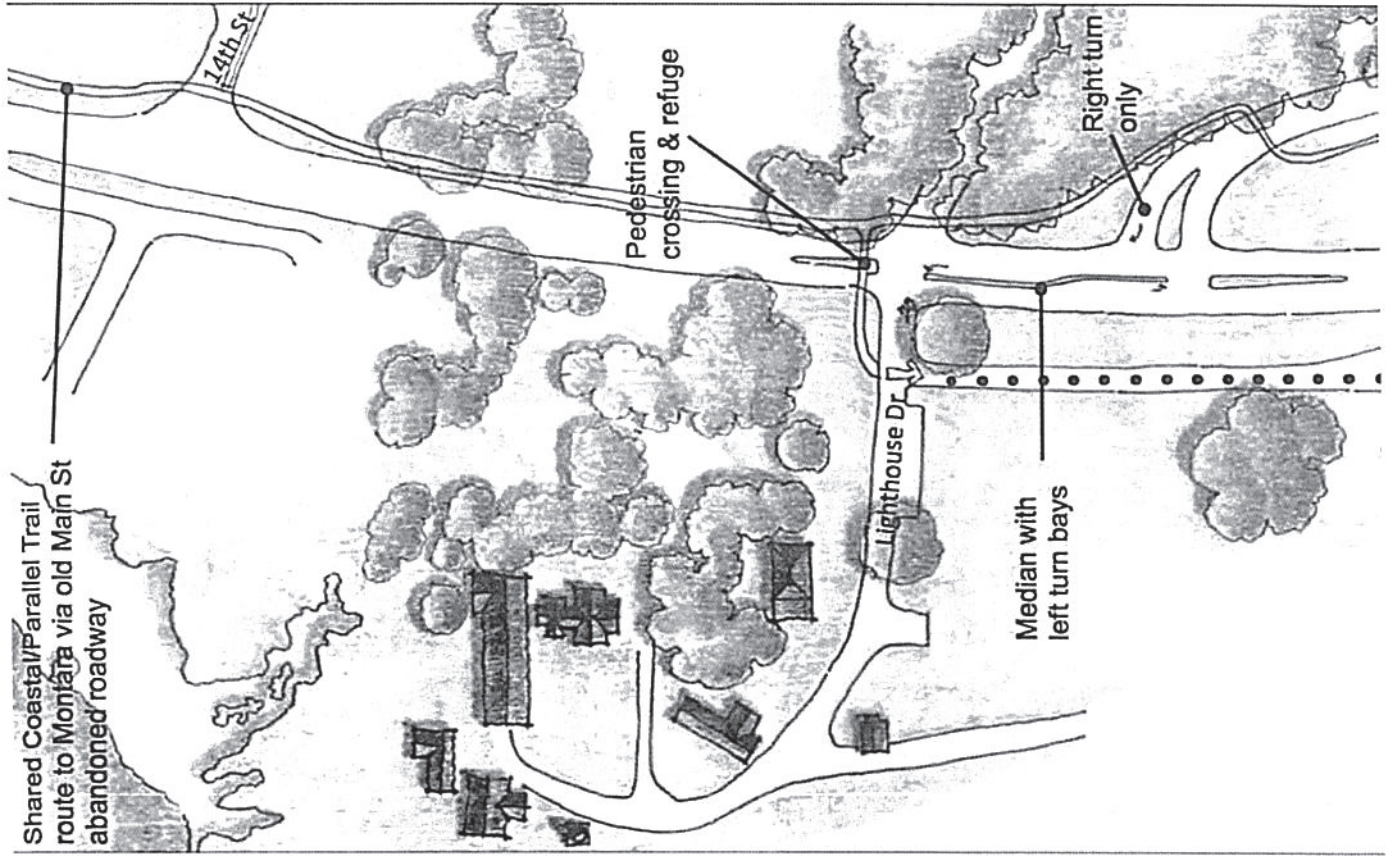 Shared Coastal/Parallel Trail
route to Montara via old Main St
abandoned roadway
14th St
Pedestrian
crossing & refuge
Right turn
only
Lighthouse Dr
Median with
left turn bays